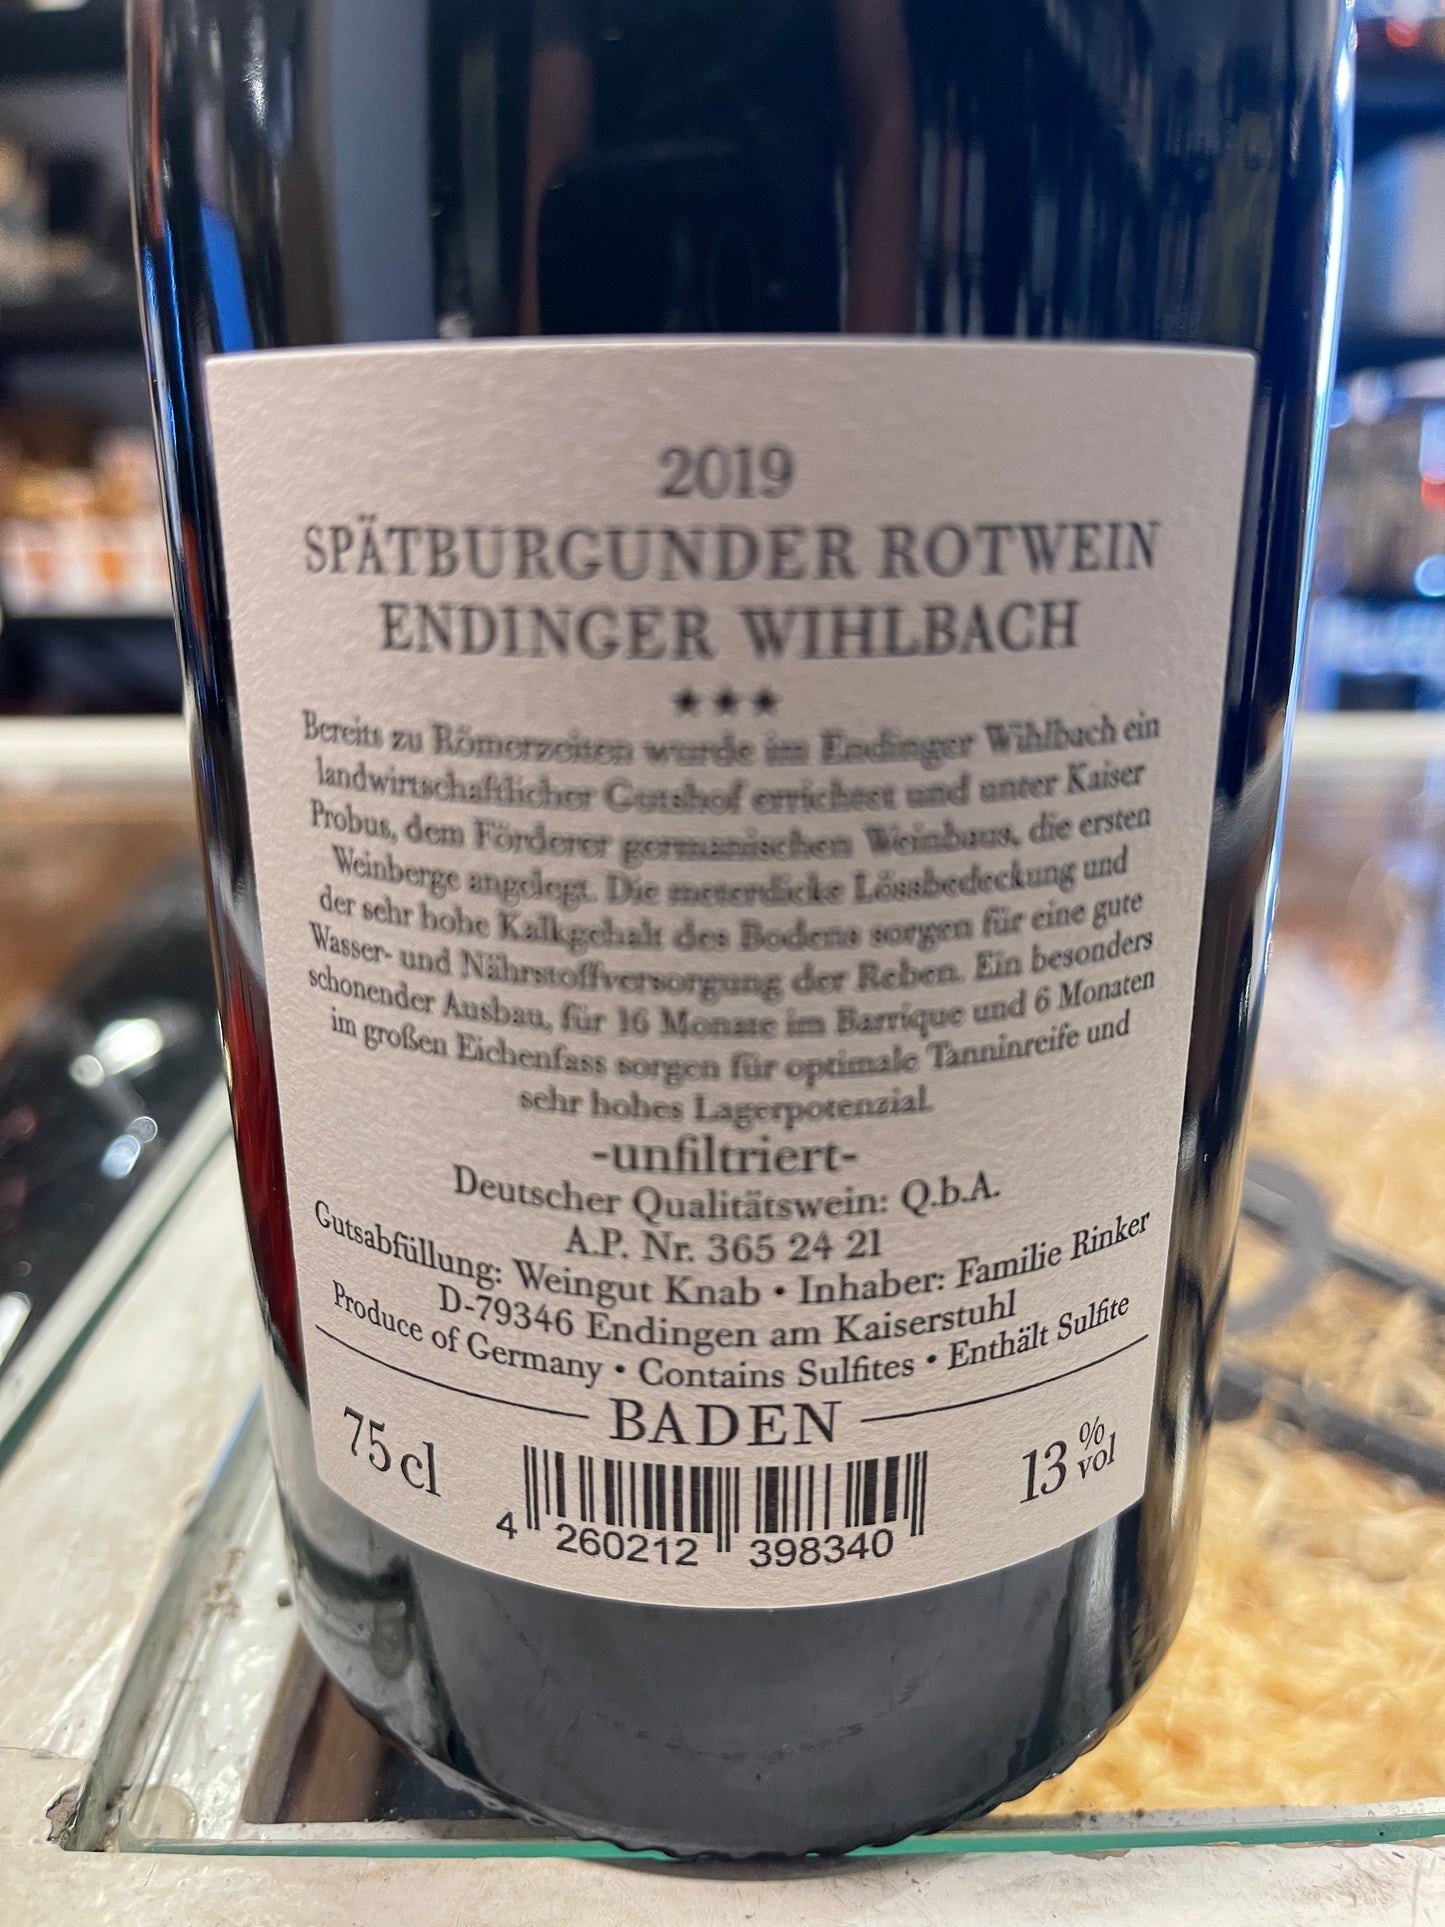 2019
SPÄTBURGUNDER ROTWEIN
ENDINGER WIHLBACH
★★★
Bereits zu Römerzeiten wurde im Endinger Wihlbach ein
landwirtschaftlicher Gutshof errichtet und unter Kaiser
Probus, dem Förderer germanischen Weinbaus, die ersten
Weinberge angelegt. Die meterdicke Lössbedeckung und
der sehr hohe Kalkgehalt des Bodens sorgen für eine gute
Wasser- und Nährstoffversorgung der Reben. Ein besonders
schonender Ausbau, für 16 Monate im Barrique und 6 Monaten
im großen Eichenfass sorgen für optimale Tanninreife und
sehr hohes Lagerpotenzial.
-unfiltriert-
Deutscher Qualitätswein: Q.b.A.
A.P. Nr. 365 24 21
Gutsabfüllung: Weingut Knab • Inhaber: Familie Rinker
D-79346 Endingen am Kaiserstuhl
Produce of Germany • Contains Sulfites • Enthält Sulfite
BADEN
75 cl
13 % vol
4 260212 398340